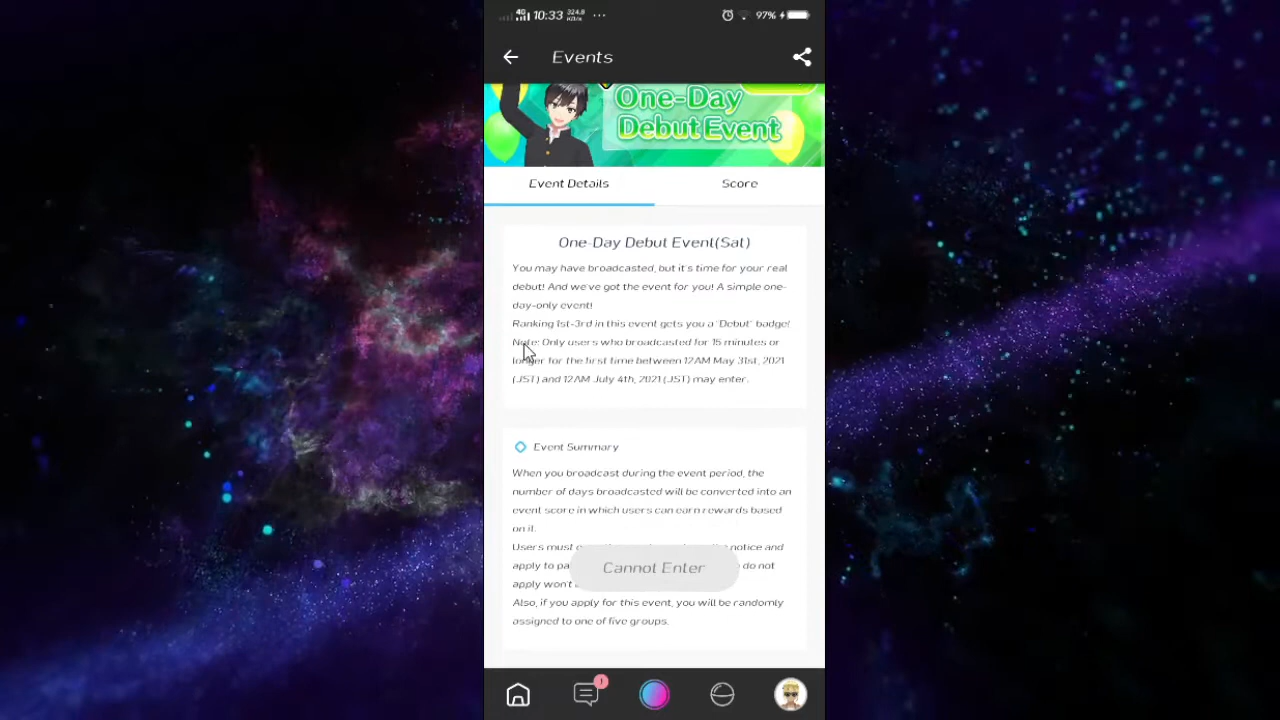 4G 10:33 324.8 KB/s ... 97%
Events
One-Day
Debut Event
Event Details Score
One-Day Debut Event(Sat)
You may have broadcasted, but it's time for your real
debut! And we've got the event for you! A simple one-
day-only event!
Ranking 1st-3rd in this event gets you a "Debut" badge!
Note: Only users who broadcasted for 15 minutes or
longer for the first time between 12AM May 31st, 2021
(JST) and 12AM July 4th, 2021 (JST) may enter.
Event Summary
When you broadcast during the event period, the
number of days broadcasted will be converted into an
event score in which users can earn rewards based
on it.
Users must notice and
apply to do not
apply won't
Cannot Enter
Also, if you apply for this event, you will be randomly
assigned to one of five groups.
1